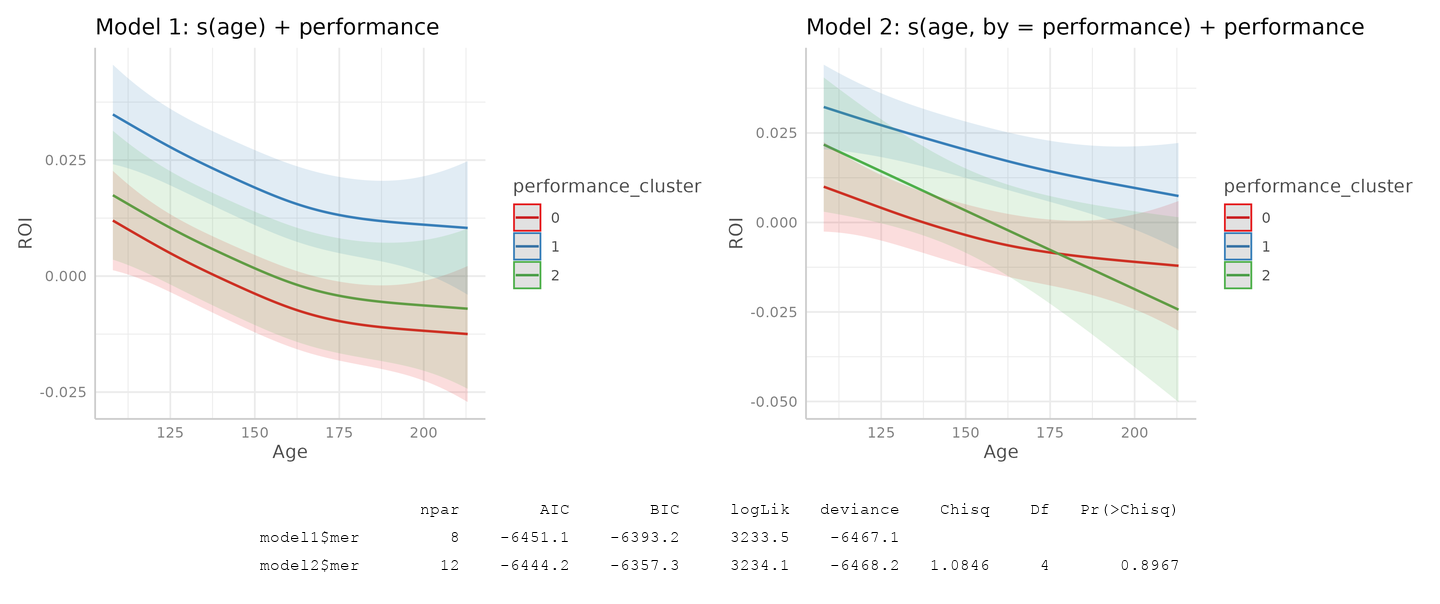 Model 1: s(age) + performance
ROI
0.025
0.000
-0.025
125 150 175 200
Age
performance_cluster
0
1
2
Model 2: s(age, by = performance) + performance
ROI
0.025
0.000
-0.025
-0.050
125 150 175 200
Age
performance_cluster
0
1
2
npar AIC BIC logLik deviance Chisq Df Pr(>Chisq)
model1$mer 8 -6451.1 -6393.2 3233.5 -6467.1
model2$mer 12 -6444.2 -6357.3 3234.1 -6468.2 1.0846 4 0.8967